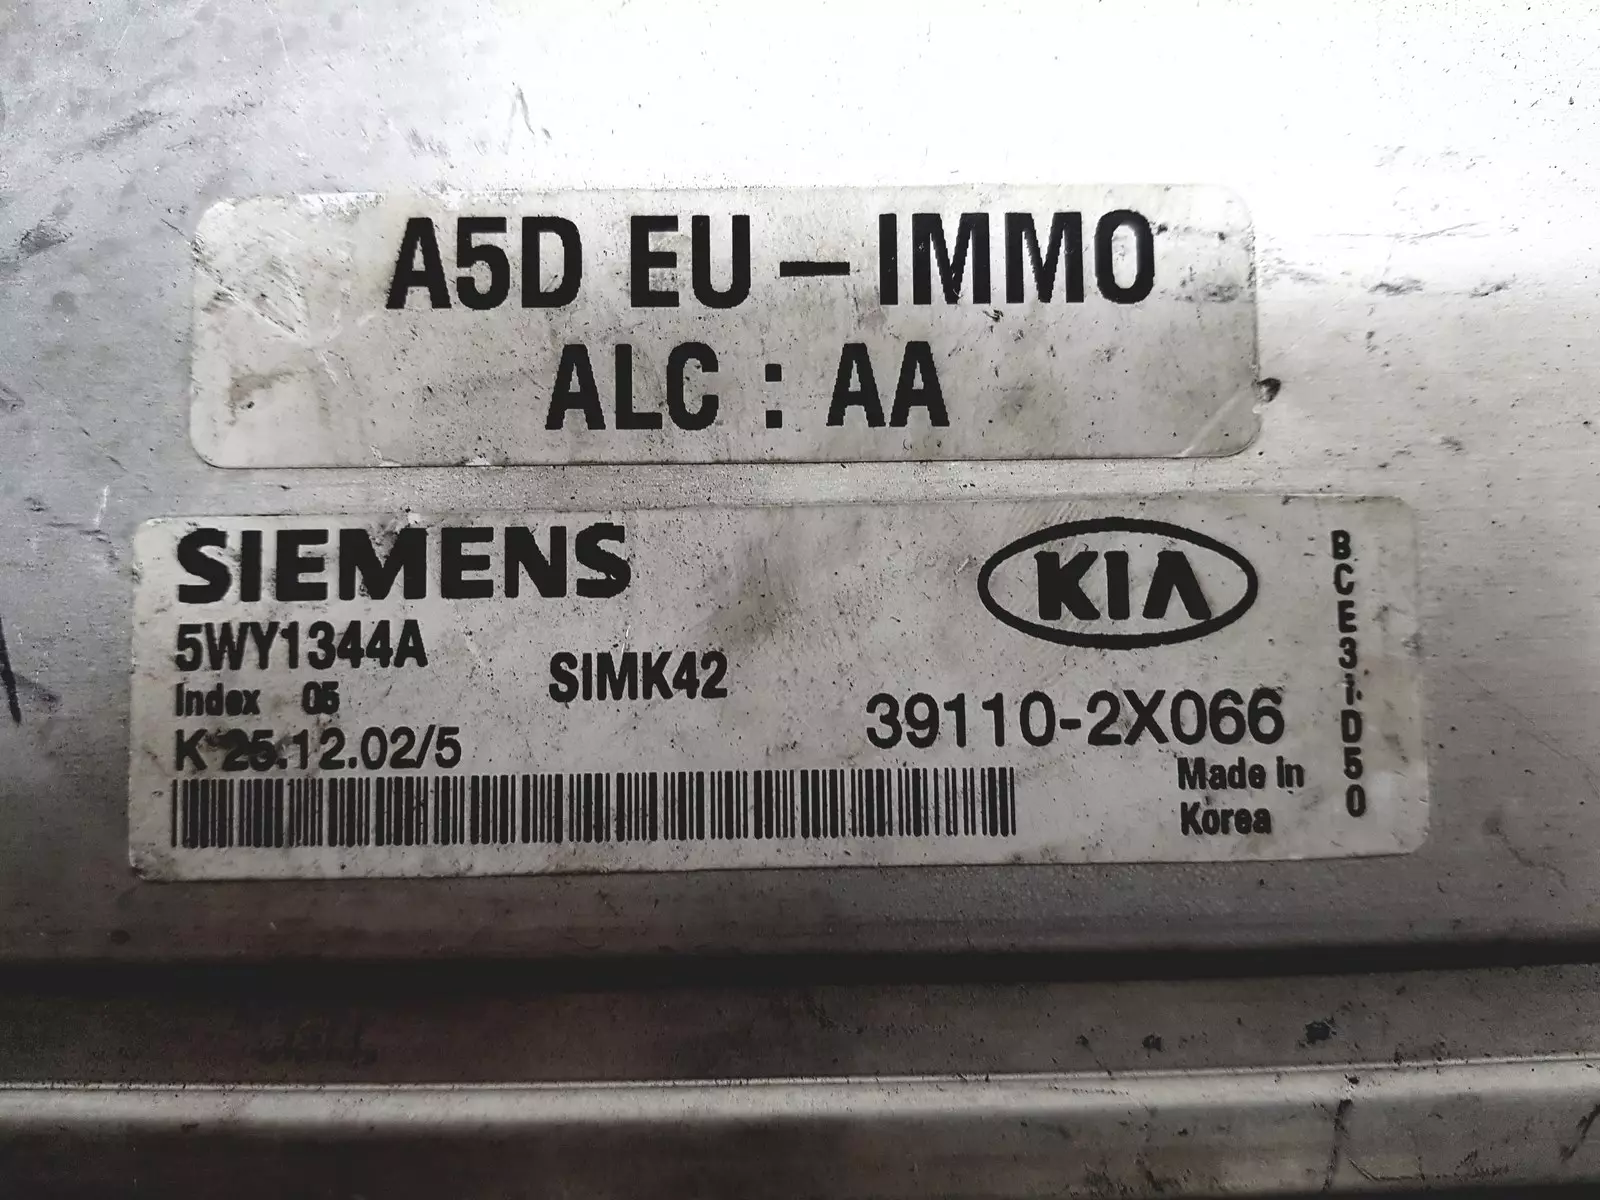 A5D EU - IMMO
ALC : AA
SIEMENS
KIA
5WY1344A
SIMK42
Index 05
39110-2X066
K 25.12.02/5
Made in
Korea